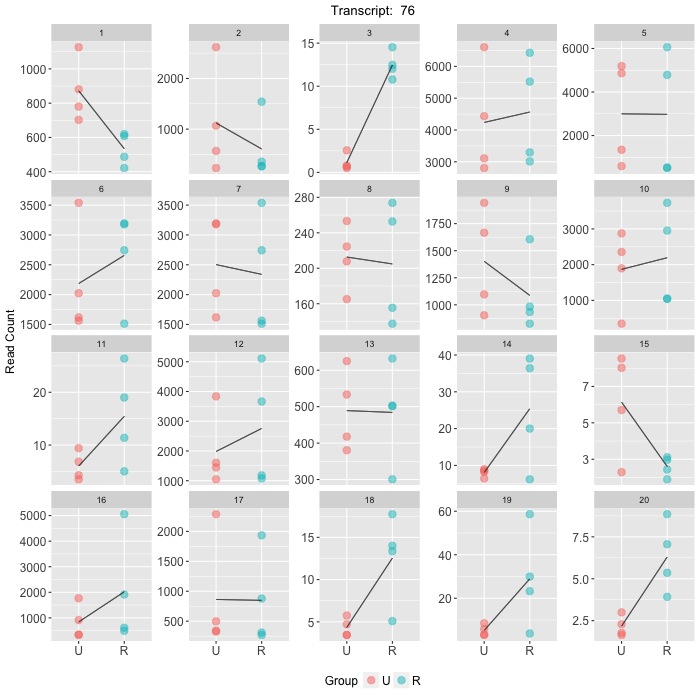 Transcript: 76
1 2 3 4 5
1000 800 600 400
2000 1000
15 10 5 0
6000 5000 4000 3000
6000 4000 2000
6 7 8 9 10
3500 3000 2500 2000 1500
3500 3000 2500 2000 1500
280 240 200 160
1750 1500 1250 1000
3000 2000 1000
Read Count
11 12 13 14 15
20 10
5000 4000 3000 2000 1000
600 500 400 300
40 30 20 10
7 5 3
16 17 18 19 20
5000 4000 3000 2000 1000
2000 1500 1000 500
15 10 5
60 40 20
7.5 5.0 2.5
U R U R U R U R U R
Group U R